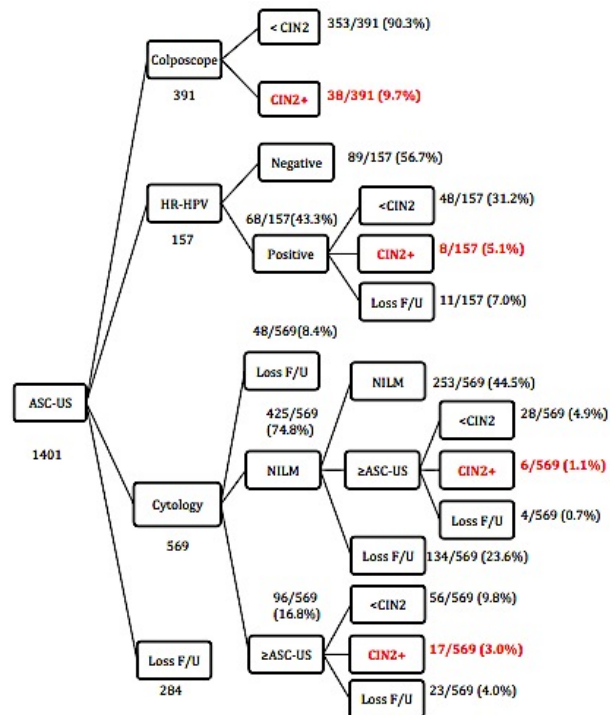 < CIN2
353/391 (90.3%)
Colposcope
391
CIN2+
38/391 (9.7%)
Negative
89/157 (56.7%)
HR-HPV
157
68/157(43.3%)
Positive
<CIN2
48/157 (31.2%)
CIN2+
8/157 (5.1%)
Loss F/U
11/157 (7.0%)
48/569(8.4%)
Loss F/U
ASC-US
1401
Cytology
569
425/569
(74.8%)
NILM
NILM
253/569 (44.5%)
≥ASC-US
<CIN2
28/569 (4.9%)
CIN2+
6/569 (1.1%)
Loss F/U
4/569 (0.7%)
Loss F/U
134/569 (23.6%)
96/569
(16.8%)
≥ASC-US
<CIN2
56/569 (9.8%)
CIN2+
17/569 (3.0%)
Loss F/U
23/569 (4.0%)
Loss F/U
284